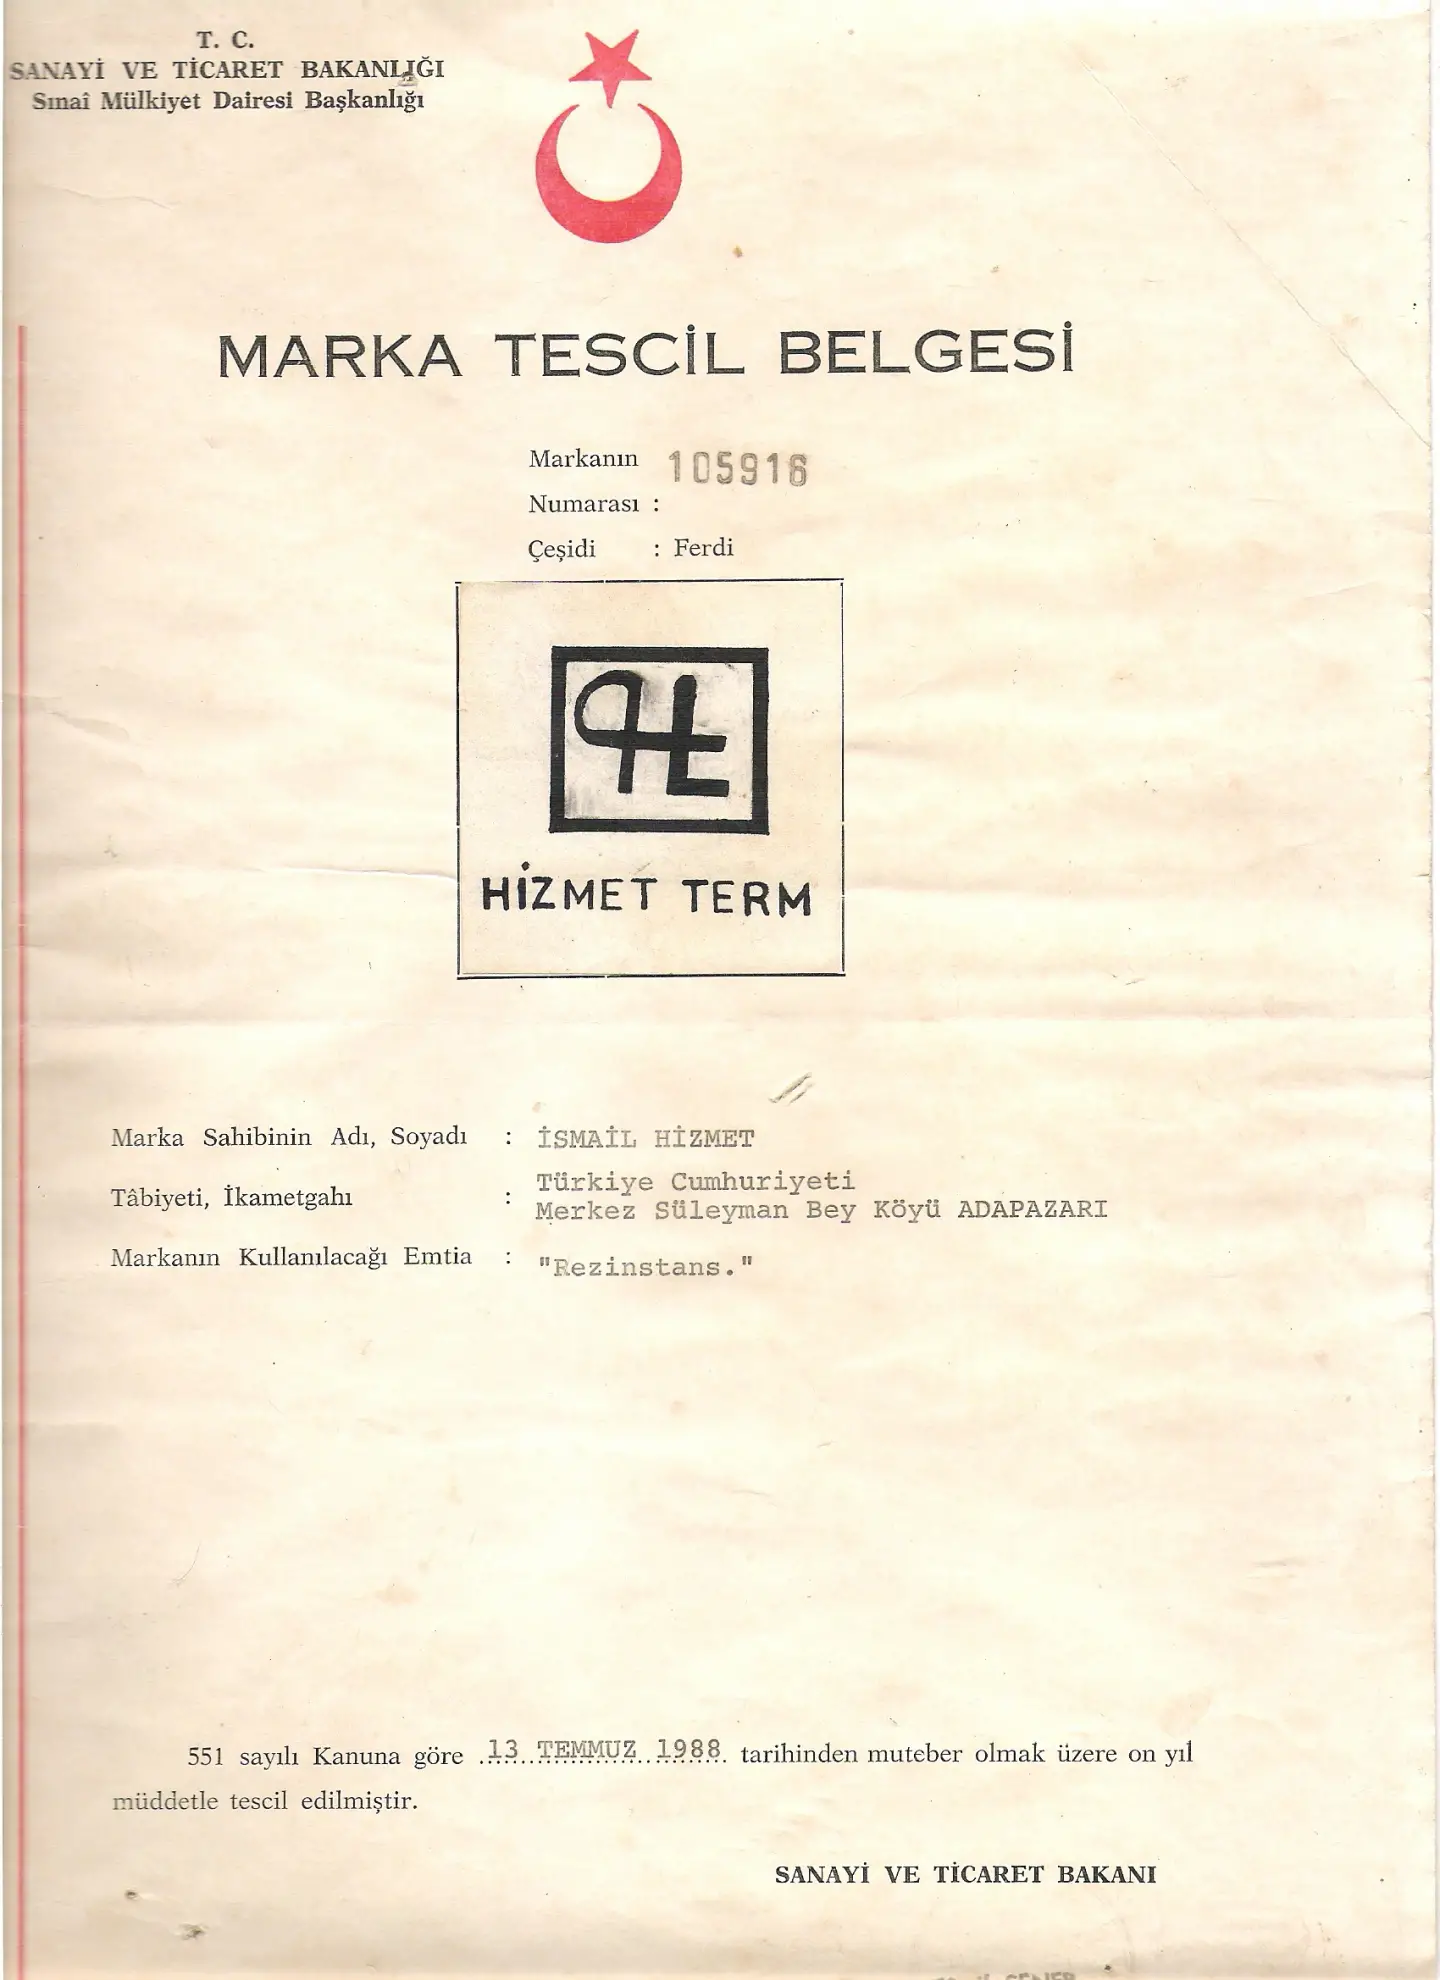 T. C.
SANAYİ VE TİCARET BAKANLIĞI
Sınaî Mülkiyet Dairesi Başkanlığı
MARKA TESCİL BELGESİ
Markanın 105916
Numarası :
Çeşidi : Ferdi
HİZMET TERM
Marka Sahibinin Adı, Soyadı : İSMAİL HİZMET
Türkiye Cumhuriyeti
Tâbiyeti, İkametgahı : Merkez Süleyman Bey Köyü ADAPAZARI
Markanın Kullanılacağı Emtia : "Rezinstans."
551 sayılı Kanuna göre 13 TEMMUZ 1988 tarihinden muteber olmak üzere on yıl
müddetle tescil edilmiştir.
SANAYİ VE TİCARET BAKANI